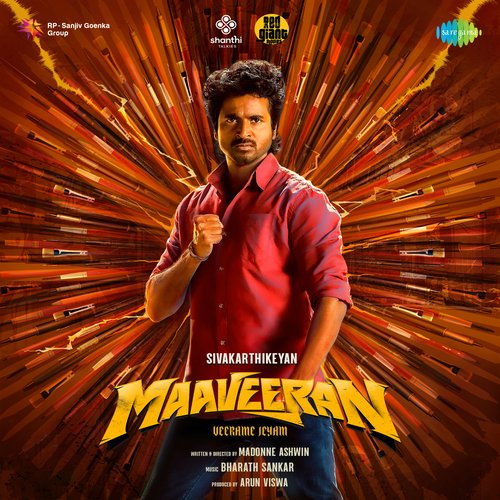 RP - Sanjiv Goenka
Group
shanthi
TALKIES
Red
giant
saregama
SIVAKARTHIKEYAN
MAAVEERAN
VEERAME JEYAM
WRITTEN & DIRECTED BY MADONNE ASHWIN
MUSIC BHARATH SANKAR
PRODUCED BY ARUN VISWA